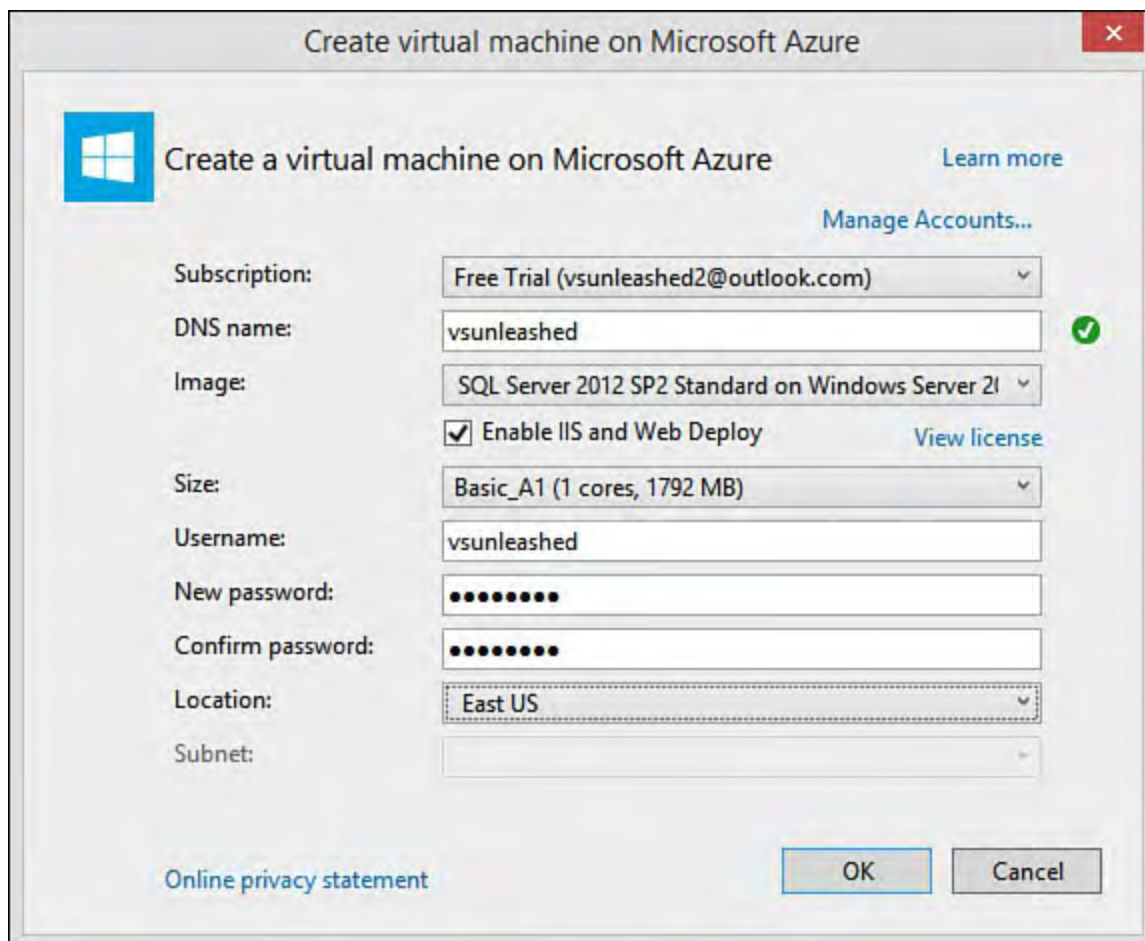 Create virtual machine on Microsoft Azure
Create a virtual machine on Microsoft Azure
Learn more
Manage Accounts...
Subscription: Free Trial (vsunleashed2@outlook.com)
DNS name: vsunleashed
Image: SQL Server 2012 SP2 Standard on Windows Server
Enable IIS and Web Deploy
View license
Size: Basic_A1 (1 cores, 1792 MB)
Username: vsunleashed
New password: ●●●●●●●●
Confirm password: ●●●●●●●●
Location: East US
Subnet:
Online privacy statement
OK
Cancel